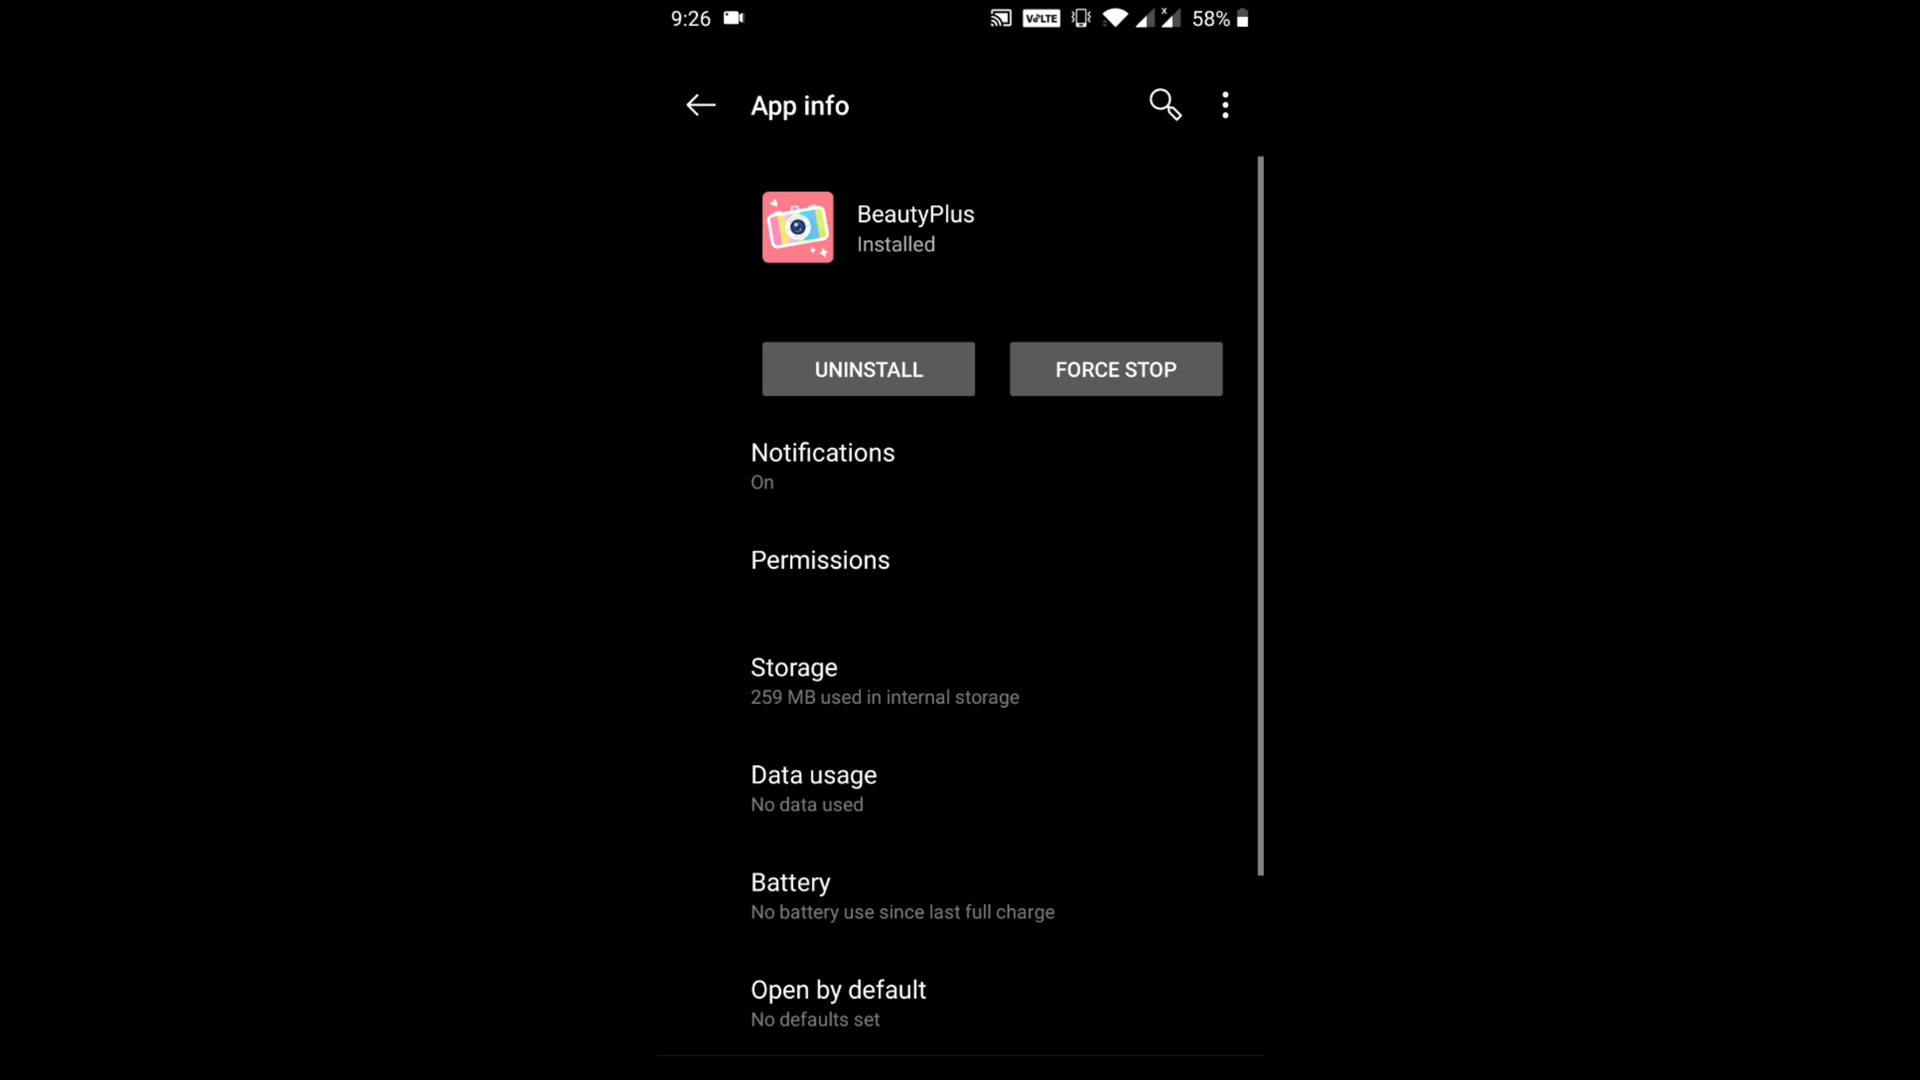 9:26 VoLTE 58%
App info
BeautyPlus
Installed
UNINSTALL FORCE STOP
Notifications
On
Permissions
Storage
259 MB used in internal storage
Data usage
No data used
Battery
No battery use since last full charge
Open by default
No defaults set